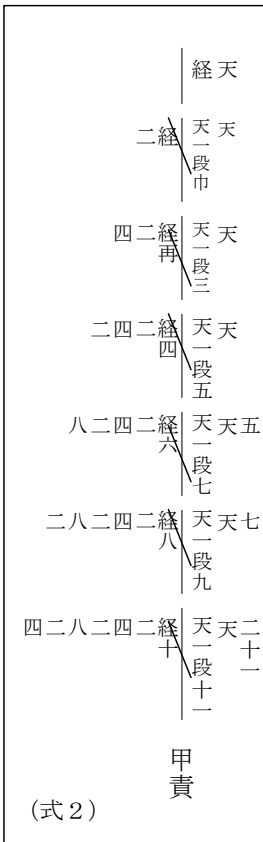 天
経
天
天一段巾
経
二
天
天一段三
経再
二
四
天
天一段五
経四
二
四
二
五
天
天一段七
経六
二
四
二
八
七
天
天一段九
経八
二
四
二
八
二
二十一
天
天一段十一
経十
二
四
二
八
二
四
甲責
(式２)